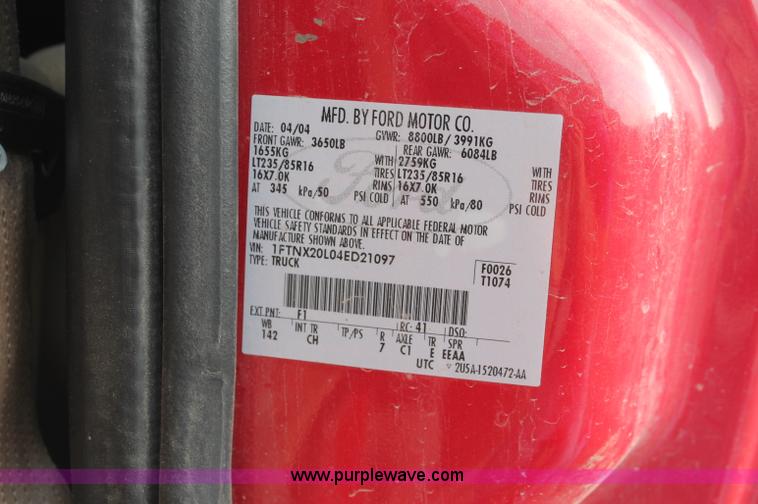 MFD. BY FORD MOTOR CO.
DATE: 04/04 GVWR: 8800LB / 3991KG
FRONT GAWR: 3650LB REAR GAWR: 6084LB
1655KG WITH 2759KG WITH
LT235/85R16 TIRES LT235/85R16 TIRES
16X7.0K RIMS 16X7.0K RIMS
AT 345 kPa/50 PSI COLD AT 550 kPa/80 PSI COLD
THIS VEHICLE CONFORMS TO ALL APPLICABLE FEDERAL MOTOR
VEHICLE SAFETY STANDARDS IN EFFECT ON THE DATE OF
MANUFACTURE SHOWN ABOVE.
VIN: 1FTNX20L04ED21097
TYPE: TRUCK
F0026
T1074
EXT PNT: F1 RC: 41 DSO:
WB INT TR TP/PS R AXLE TR SPR
142 CH 7 C1 E EEAA
UTC 2U5A-1520472-AA
Ford
www.purplewave.com